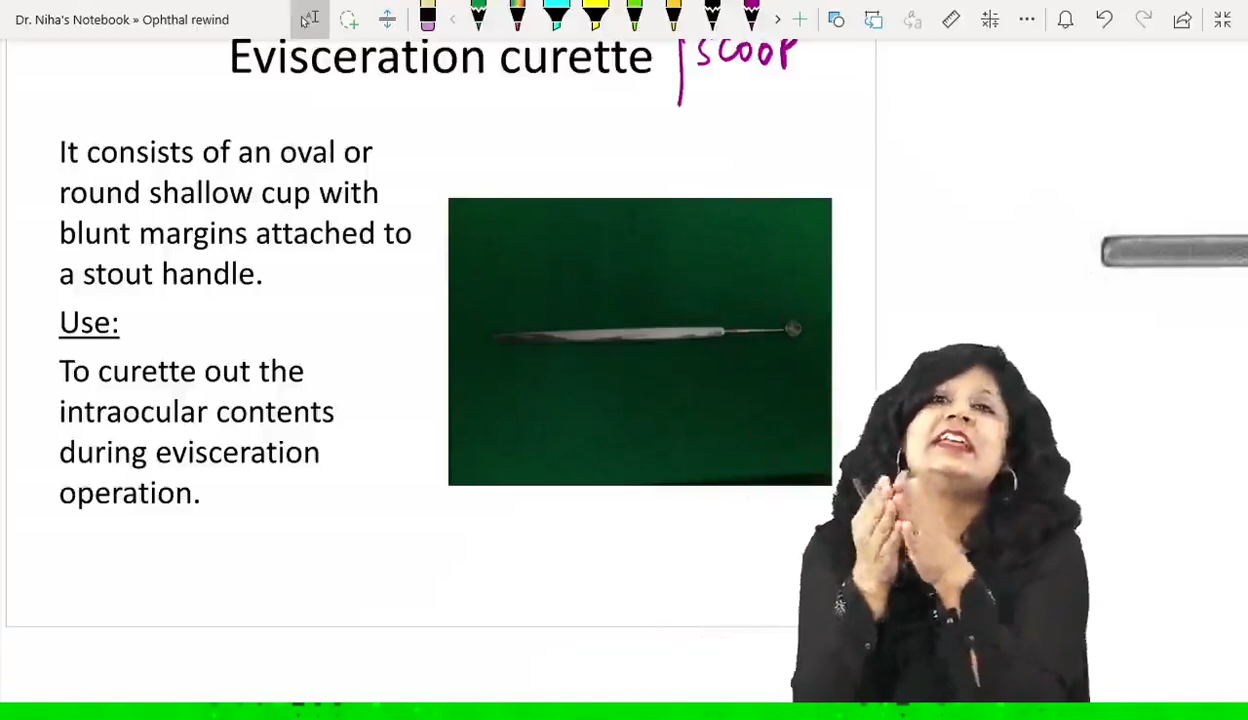 Dr. Niha's Notebook » Ophthal rewind
Evisceration curette / scoop
It consists of an oval or
round shallow cup with
blunt margins attached to
a stout handle.
Use:
To curette out the
intraocular contents
during evisceration
operation.